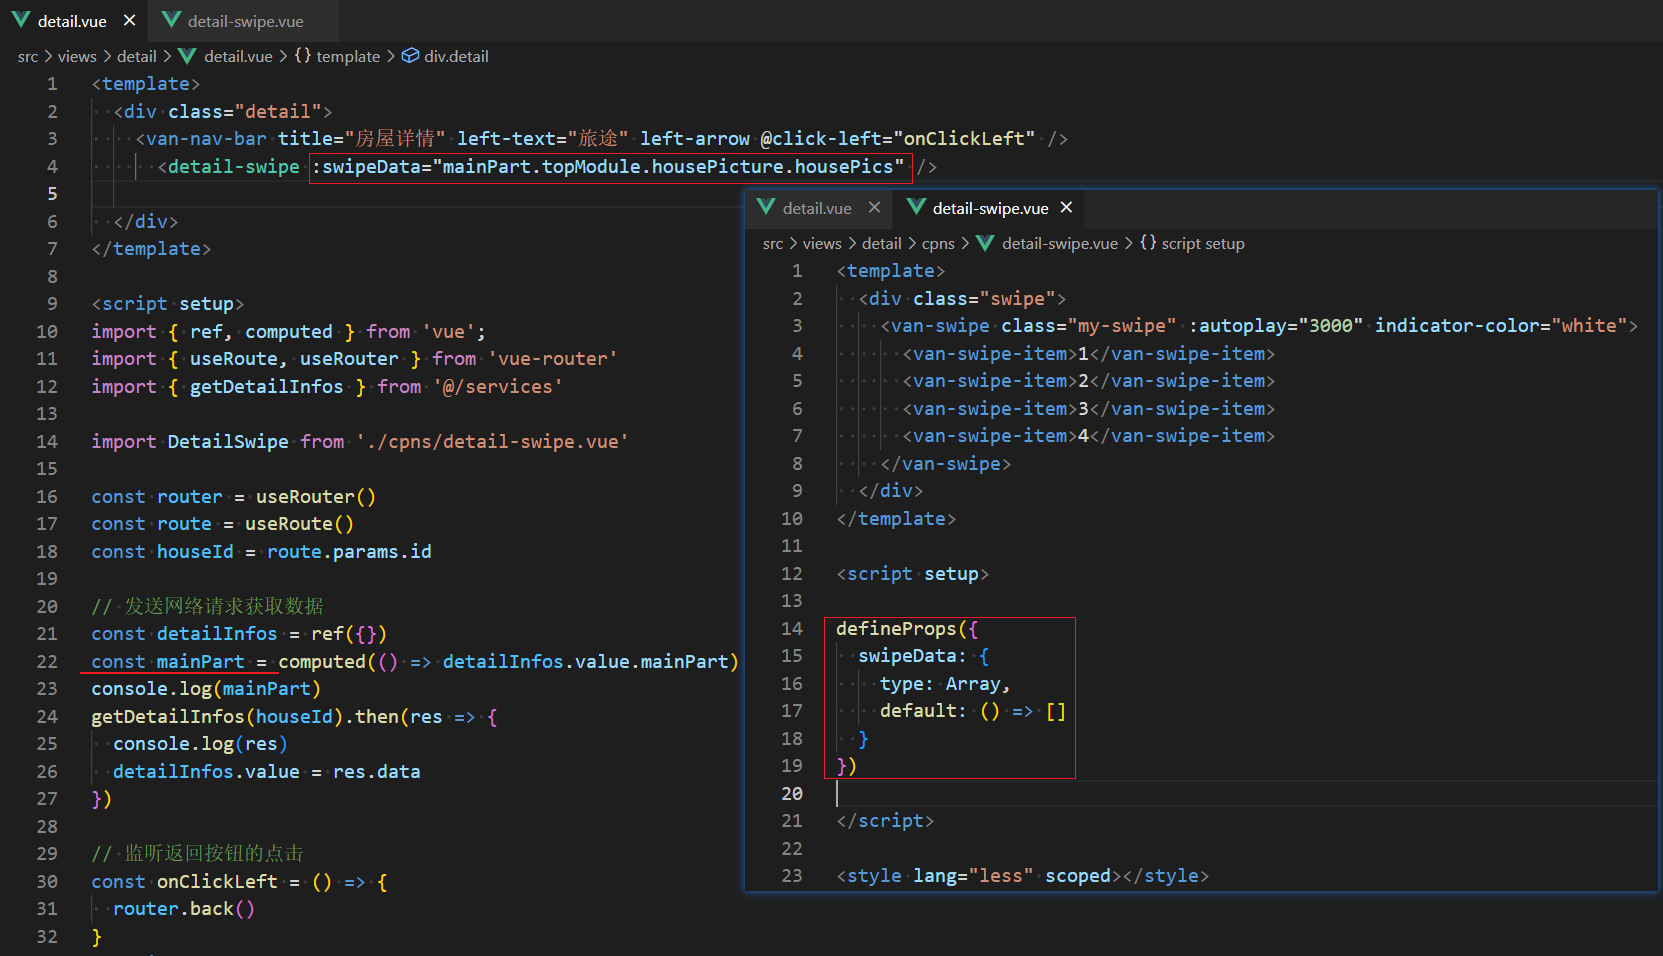 detail.vue × detail-swipe.vue
src > views > detail > detail.vue > {} template > div.detail
1 <template>
2 <div class="detail">
3 <van-nav-bar title="房屋详情" left-text="旅途" left-arrow @click-left="onClickLeft" />
4 <detail-swipe :swipeData="mainPart.topModule.housePicture.housePics" />
5
6 </div>
7 </template>
8
9 <script setup>
10 import { ref, computed } from 'vue';
11 import { useRoute, useRouter } from 'vue-router'
12 import { getDetailInfos } from '@/services'
13
14 import DetailSwipe from './cpns/detail-swipe.vue'
15
16 const router = useRouter()
17 const route = useRoute()
18 const houseId = route.params.id
19
20 // 发送网络请求获取数据
21 const detailInfos = ref({})
22 const mainPart = computed(() => detailInfos.value.mainPart)
23 console.log(mainPart)
24 getDetailInfos(houseId).then(res => {
25 console.log(res)
26 detailInfos.value = res.data
27 })
28
29 // 监听返回按钮的点击
30 const onClickLeft = () => {
31 router.back()
32 }
detail.vue × detail-swipe.vue ×
src > views > detail > cpns > detail-swipe.vue > {} script setup
1 <template>
2 <div class="swipe">
3 <van-swipe class="my-swipe" :autoplay="3000" indicator-color="white">
4 <van-swipe-item>1</van-swipe-item>
5 <van-swipe-item>2</van-swipe-item>
6 <van-swipe-item>3</van-swipe-item>
7 <van-swipe-item>4</van-swipe-item>
8 </van-swipe>
9 </div>
10 </template>
11
12 <script setup>
13
14 defineProps({
15 swipeData: {
16 type: Array,
17 default: () => []
18 }
19 })
20
21 </script>
22
23 <style lang="less" scoped></style>